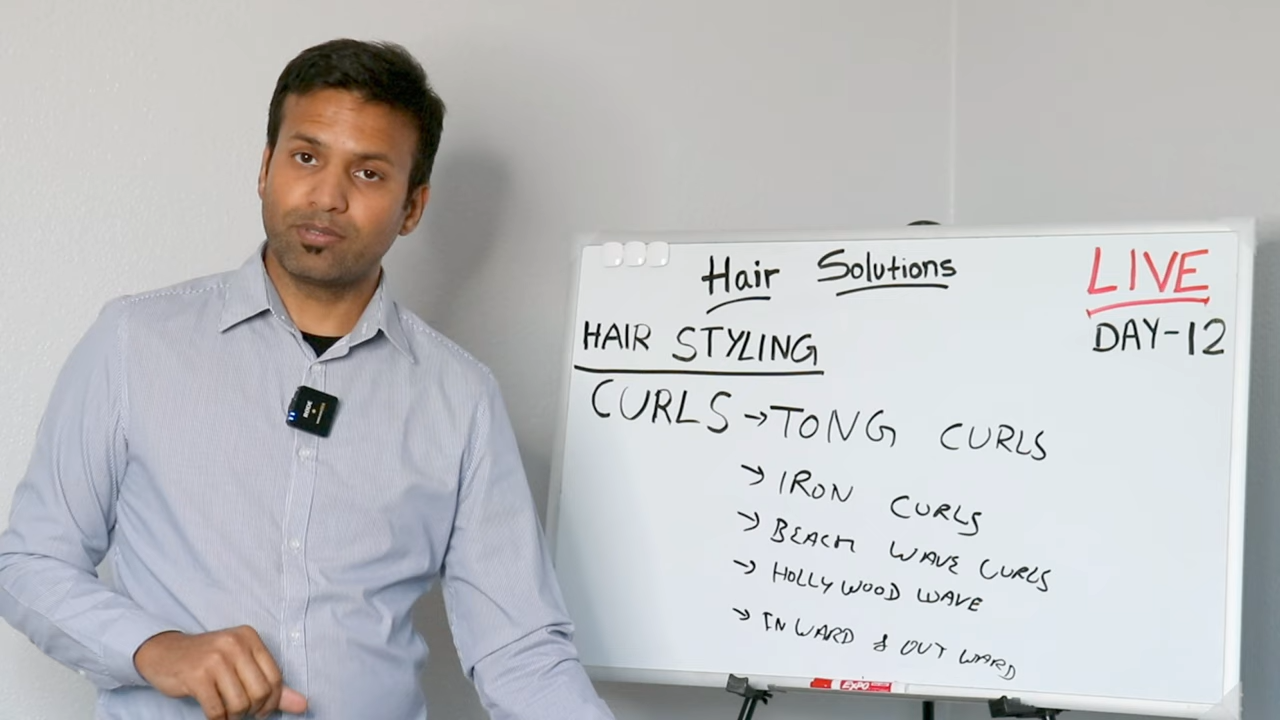 Hair Solutions
LIVE
DAY-12
HAIR STYLING
CURLS → TONG CURLS
→ IRON CURLS
→ BEACH WAVE CURLS
→ HOLLYWOOD WAVE
→ INWARD & OUTWARD
RODE
EXPO